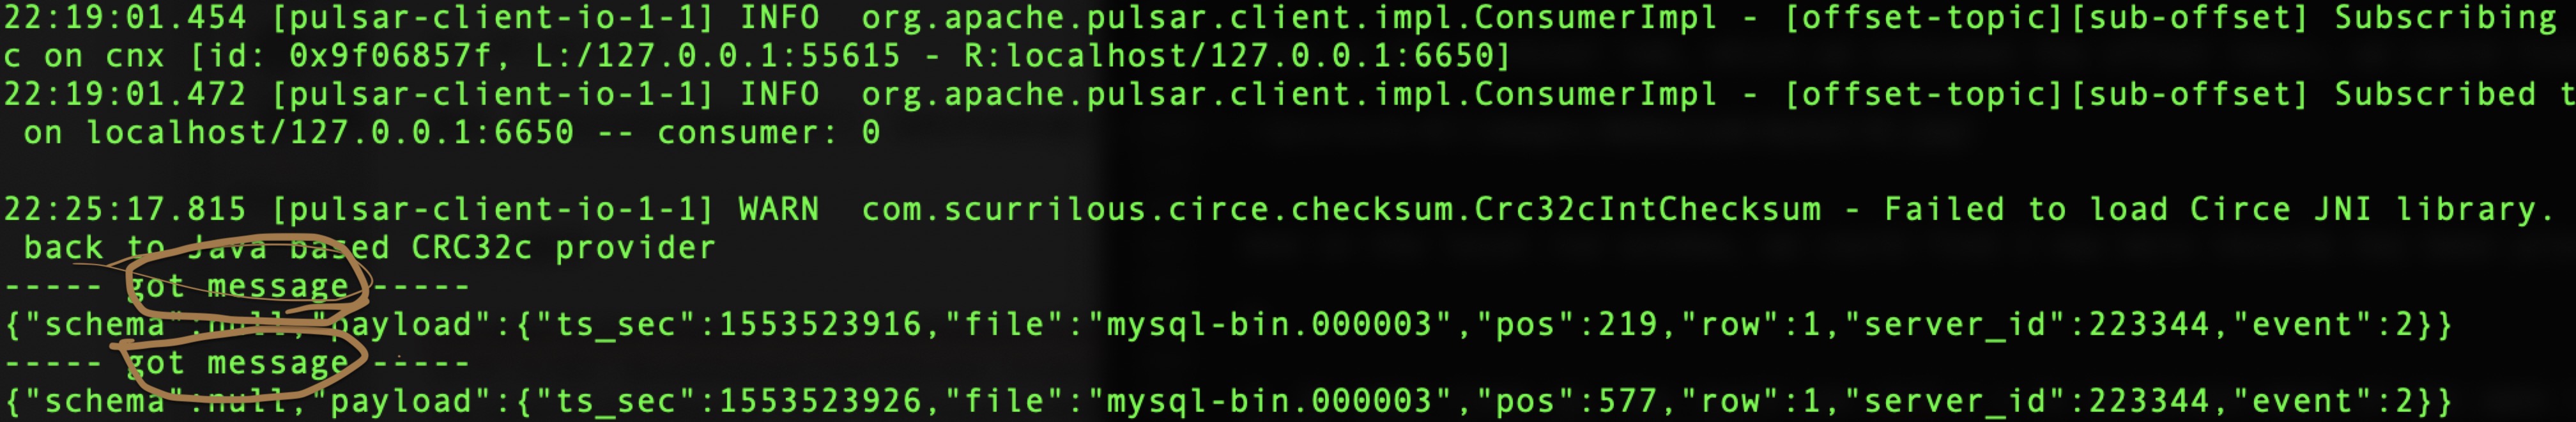 22:19:01.454 [pulsar-client-io-1-1] INFO  org.apache.pulsar.client.impl.ConsumerImpl - [offset-topic][sub-offset] Subscribing
c on cnx [id: 0x9f06857f, L:/127.0.0.1:55615 - R:localhost/127.0.0.1:6650]
22:19:01.472 [pulsar-client-io-1-1] INFO  org.apache.pulsar.client.impl.ConsumerImpl - [offset-topic][sub-offset] Subscribed t
on localhost/127.0.0.1:6650 -- consumer: 0
22:25:17.815 [pulsar-client-io-1-1] WARN  com.scurrilous.circe.checksum.Crc32cIntChecksum - Failed to load Circe JNI library.
back to Java based CRC32c provider
----- got message -----
{"schema":null,"payload":{"ts_sec":1553523916,"file":"mysql-bin.000003","pos":219,"row":1,"server_id":223344,"event":2}}
----- got message -----
{"schema":null,"payload":{"ts_sec":1553523926,"file":"mysql-bin.000003","pos":577,"row":1,"server_id":223344,"event":2}}